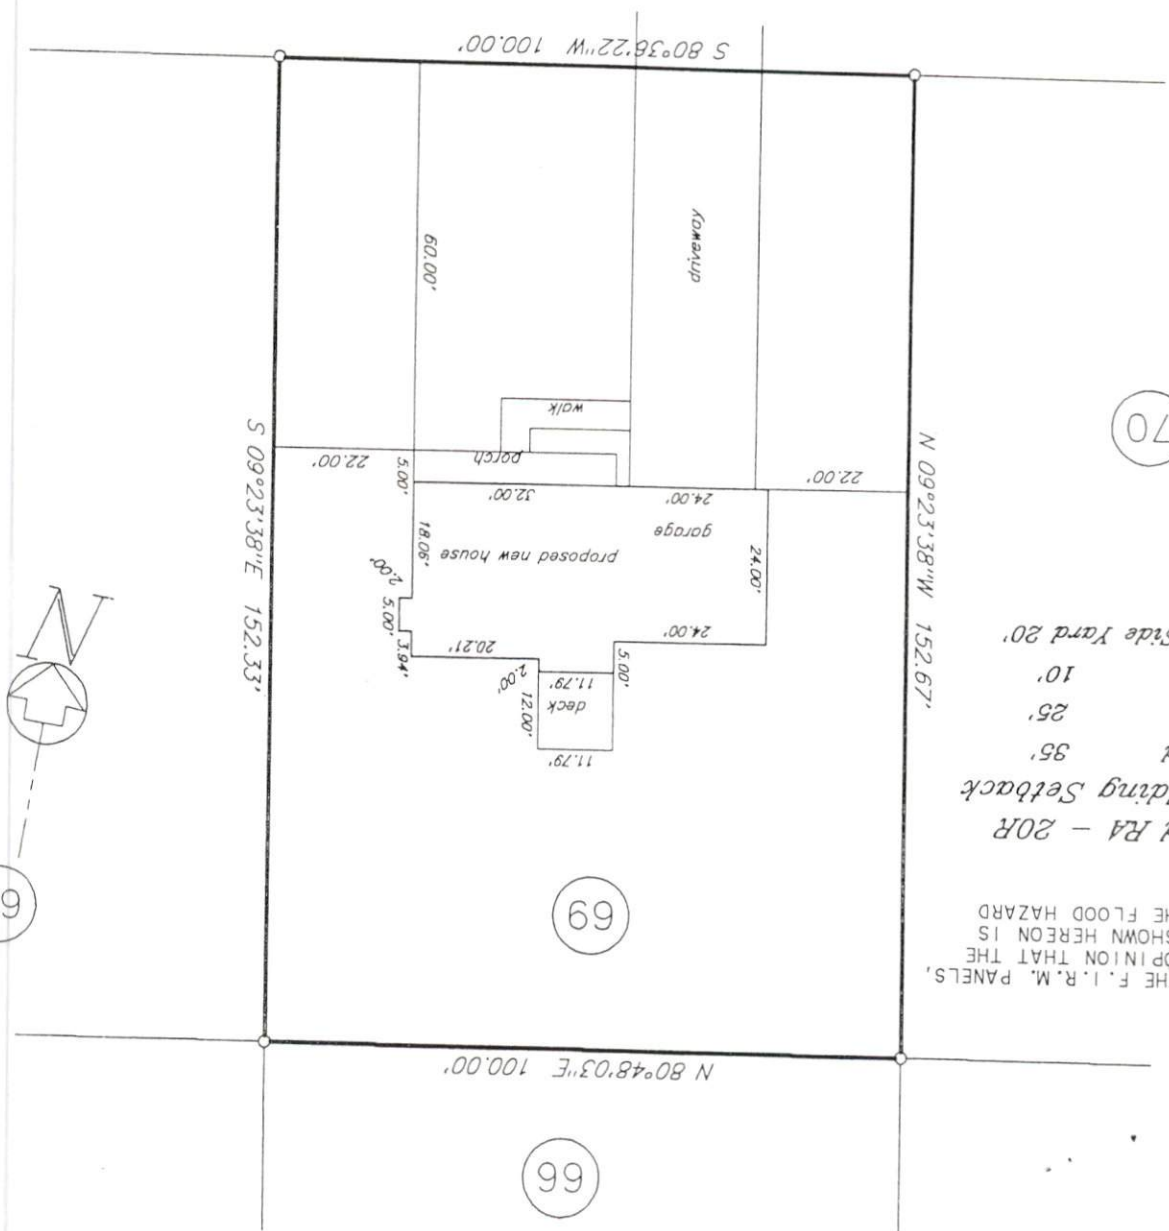 66
N 80°48'03"E 100.00'
THE F.I.R.M. PANELS,
OPINION THAT THE
SHOWN HEREON IS
THE FLOOD HAZARD
69
RA - 20R
ding Setback
35'
25'
10'
Side Yard 20'
N
11.79'
deck
12.00'
11.79'
2.00'
5.00'
20.21'
24.00'
3.94'
5.00'
2.00'
18.06'
24.00'
proposed new house
garage
32.00'
24.00'
5.00'
22.00'
22.00'
porch
walk
N 09°23'38"W 152.67'
S 09°23'38"E 152.33'
70
60.00'
driveway
S 80°36'22"W 100.00'